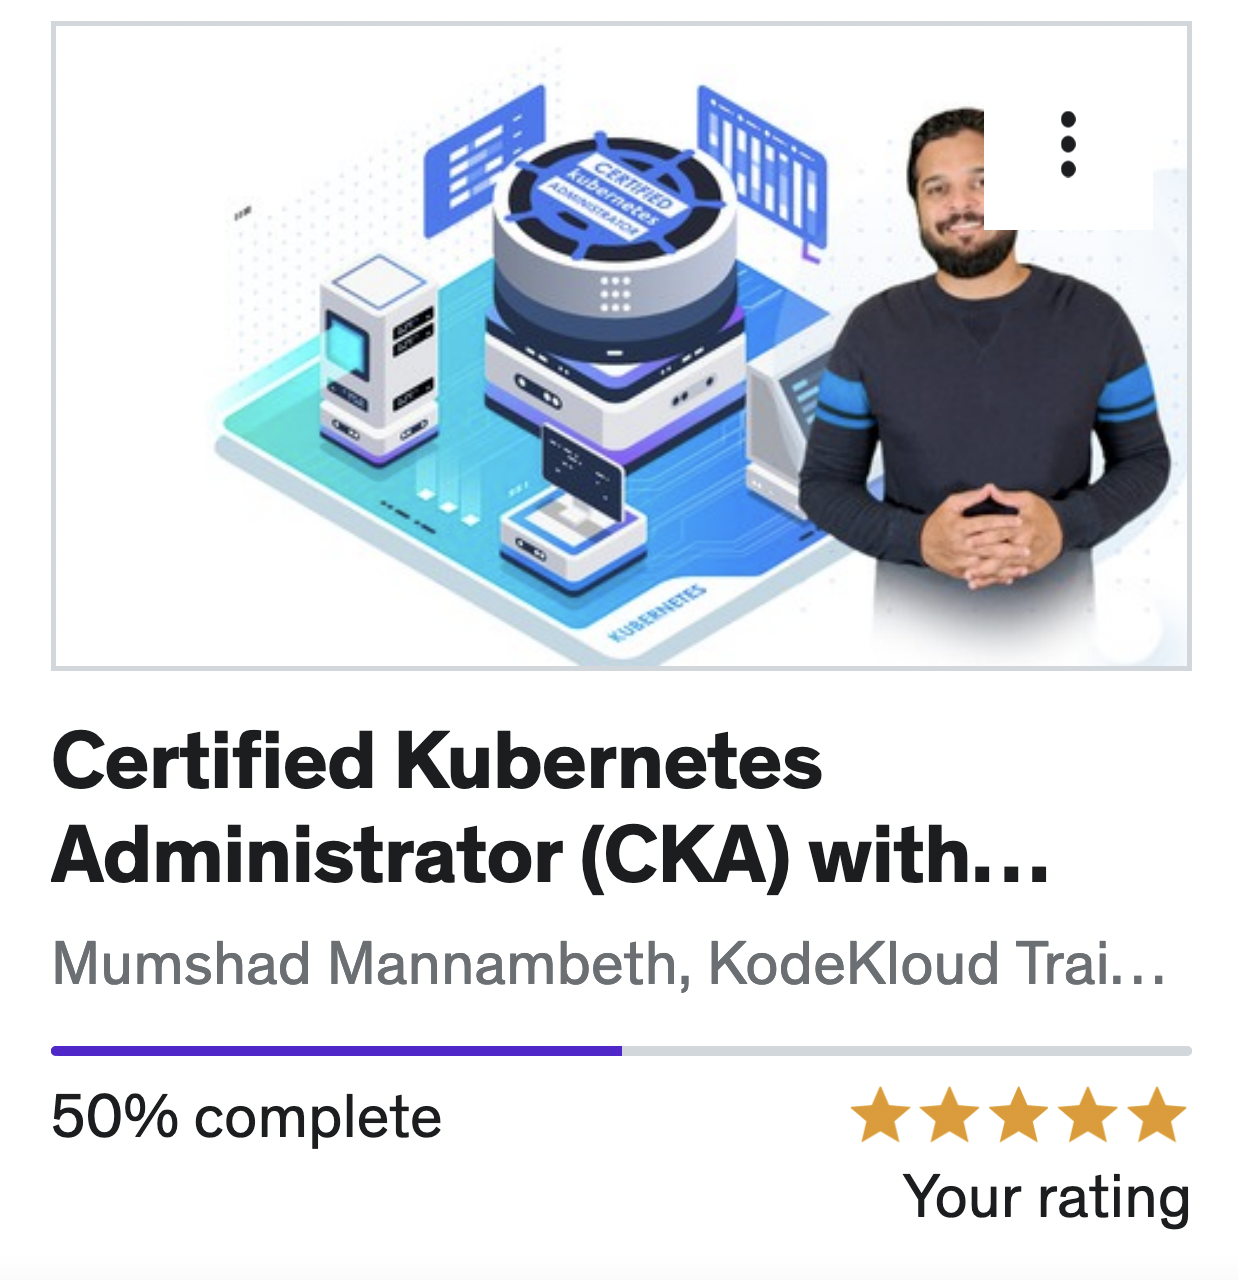 CERTIFIED
kubernetes
ADMINISTRATOR
KUBERNETES
Certified Kubernetes
Administrator (CKA) with...
Mumshad Mannambeth, KodeKloud Trai...
50% complete
Your rating